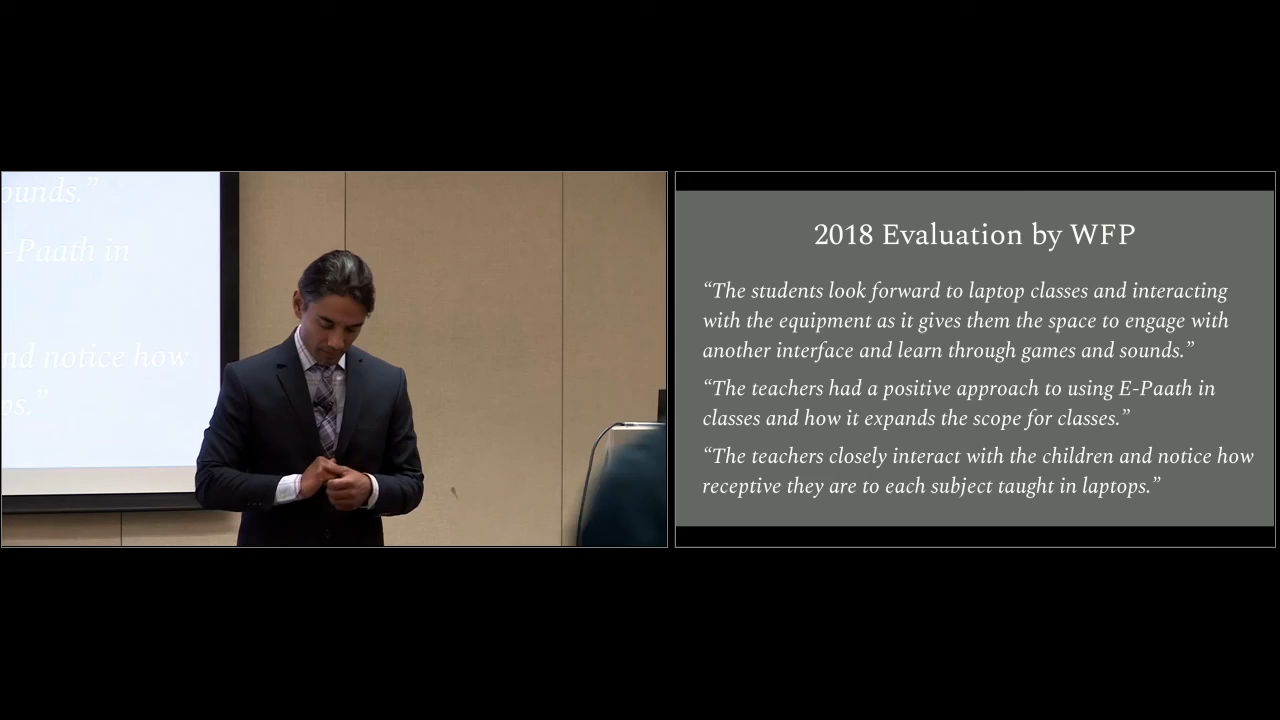 ounds.”
-Paath in
nd notice how
ps.”
2018 Evaluation by WFP
“The students look forward to laptop classes and interacting
with the equipment as it gives them the space to engage with
another interface and learn through games and sounds.”
“The teachers had a positive approach to using E-Paath in
classes and how it expands the scope for classes.”
“The teachers closely interact with the children and notice how
receptive they are to each subject taught in laptops.”